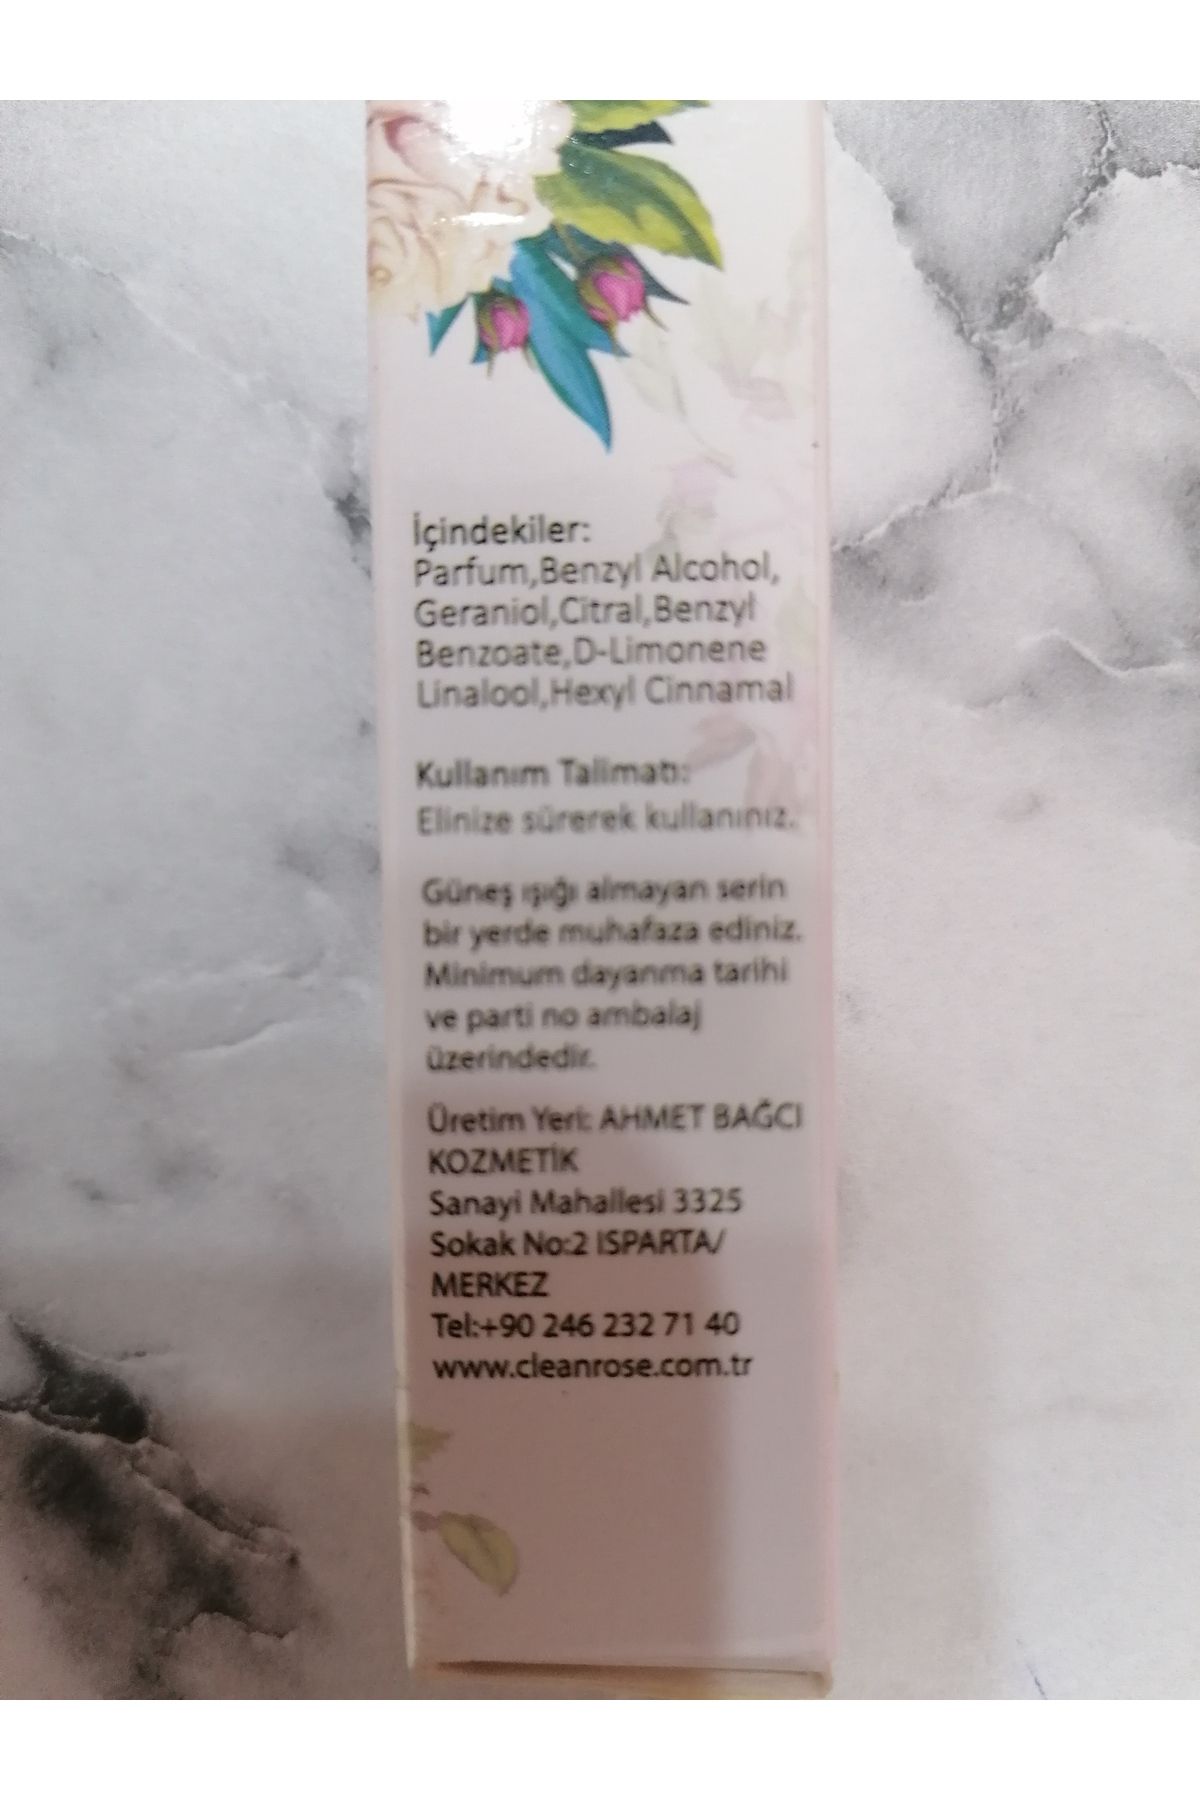 İçindekiler:
Parfum,Benzyl Alcohol,
Geraniol,Citral,Benzyl
Benzoate,D-Limonene
Linalool,Hexyl Cinnamal
Kullanım Talimatı:
Elinize sürerek kullanınız.
Güneş ışığı almayan serin
bir yerde muhafaza ediniz.
Minimum dayanma tarihi
ve parti no ambalaj
üzerindedir.
Üretim Yeri: AHMET BAĞCI
KOZMETİK
Sanayi Mahallesi 3325
Sokak No:2 ISPARTA/
MERKEZ
Tel:+90 246 232 71 40
www.cleanrose.com.tr